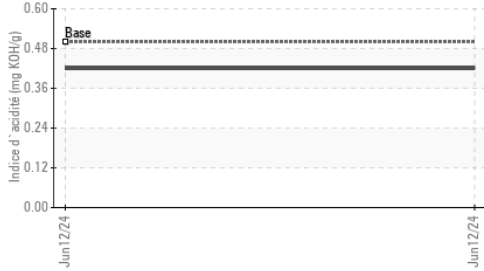 0.60
Base
0.48
0.36
0.24
0.12
0.00
Indice d`acidité (mg KOH/g)
Jun12/24
Jun12/24